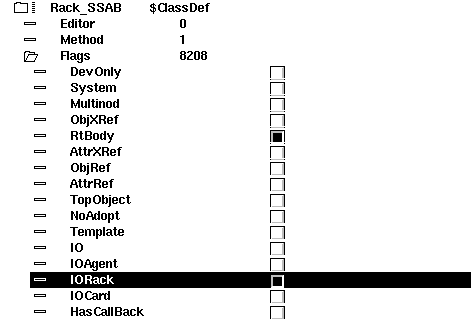 Rack_SSAB $ClassDef
Editor 0
Method 1
Flags 8208
DevOnly
System
Multinod
ObjXRef
RtBody
AttrXRef
ObjRef
AttrRef
TopObject
NoAdopt
Template
IO
IOAgent
IORack
IOCard
HasCallBack